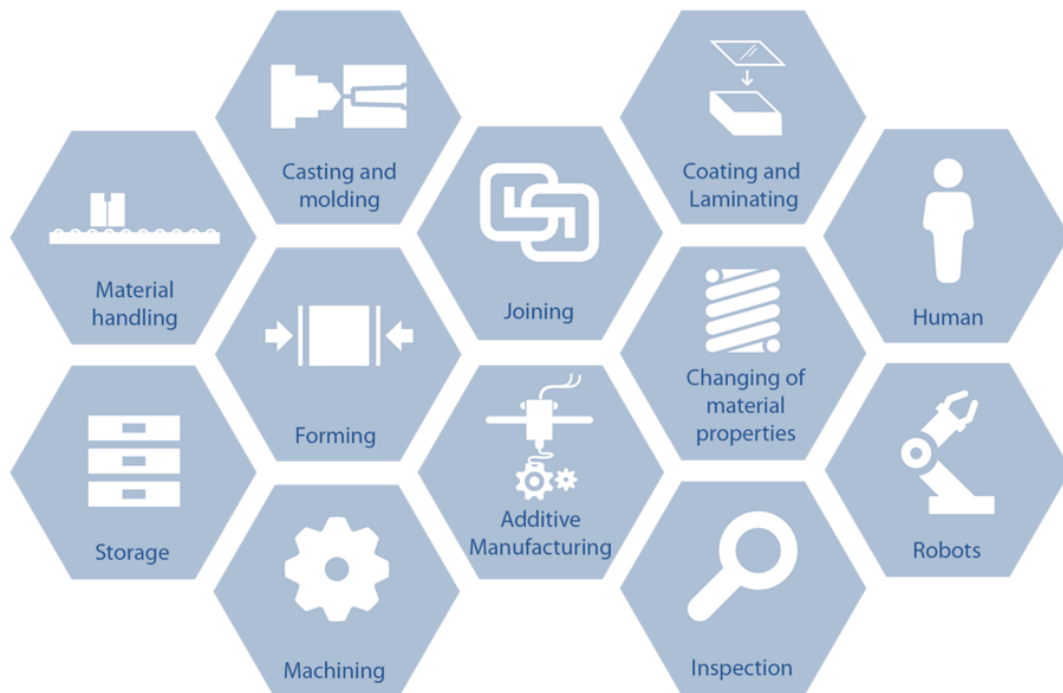 Casting and
molding
Coating and
Laminating
Material
handling
Joining
Human
Forming
Changing of
material
properties
Storage
Additive
Manufacturing
Robots
Machining
Inspection